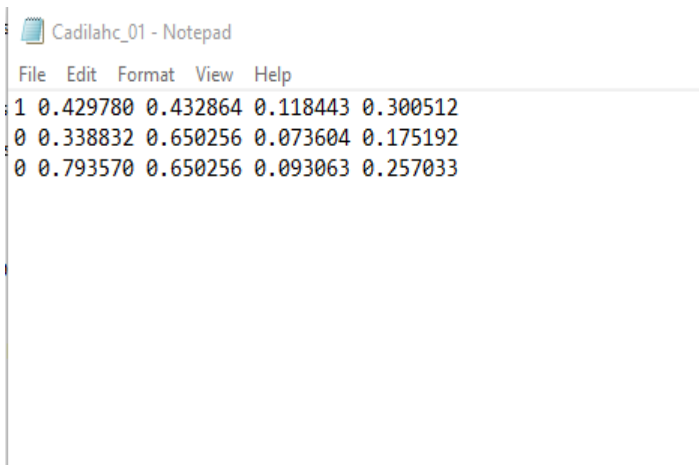 Cadilahc_01 - Notepad
File Edit Format View Help
1 0.429780 0.432864 0.118443 0.300512
0 0.338832 0.650256 0.073604 0.175192
0 0.793570 0.650256 0.093063 0.257033